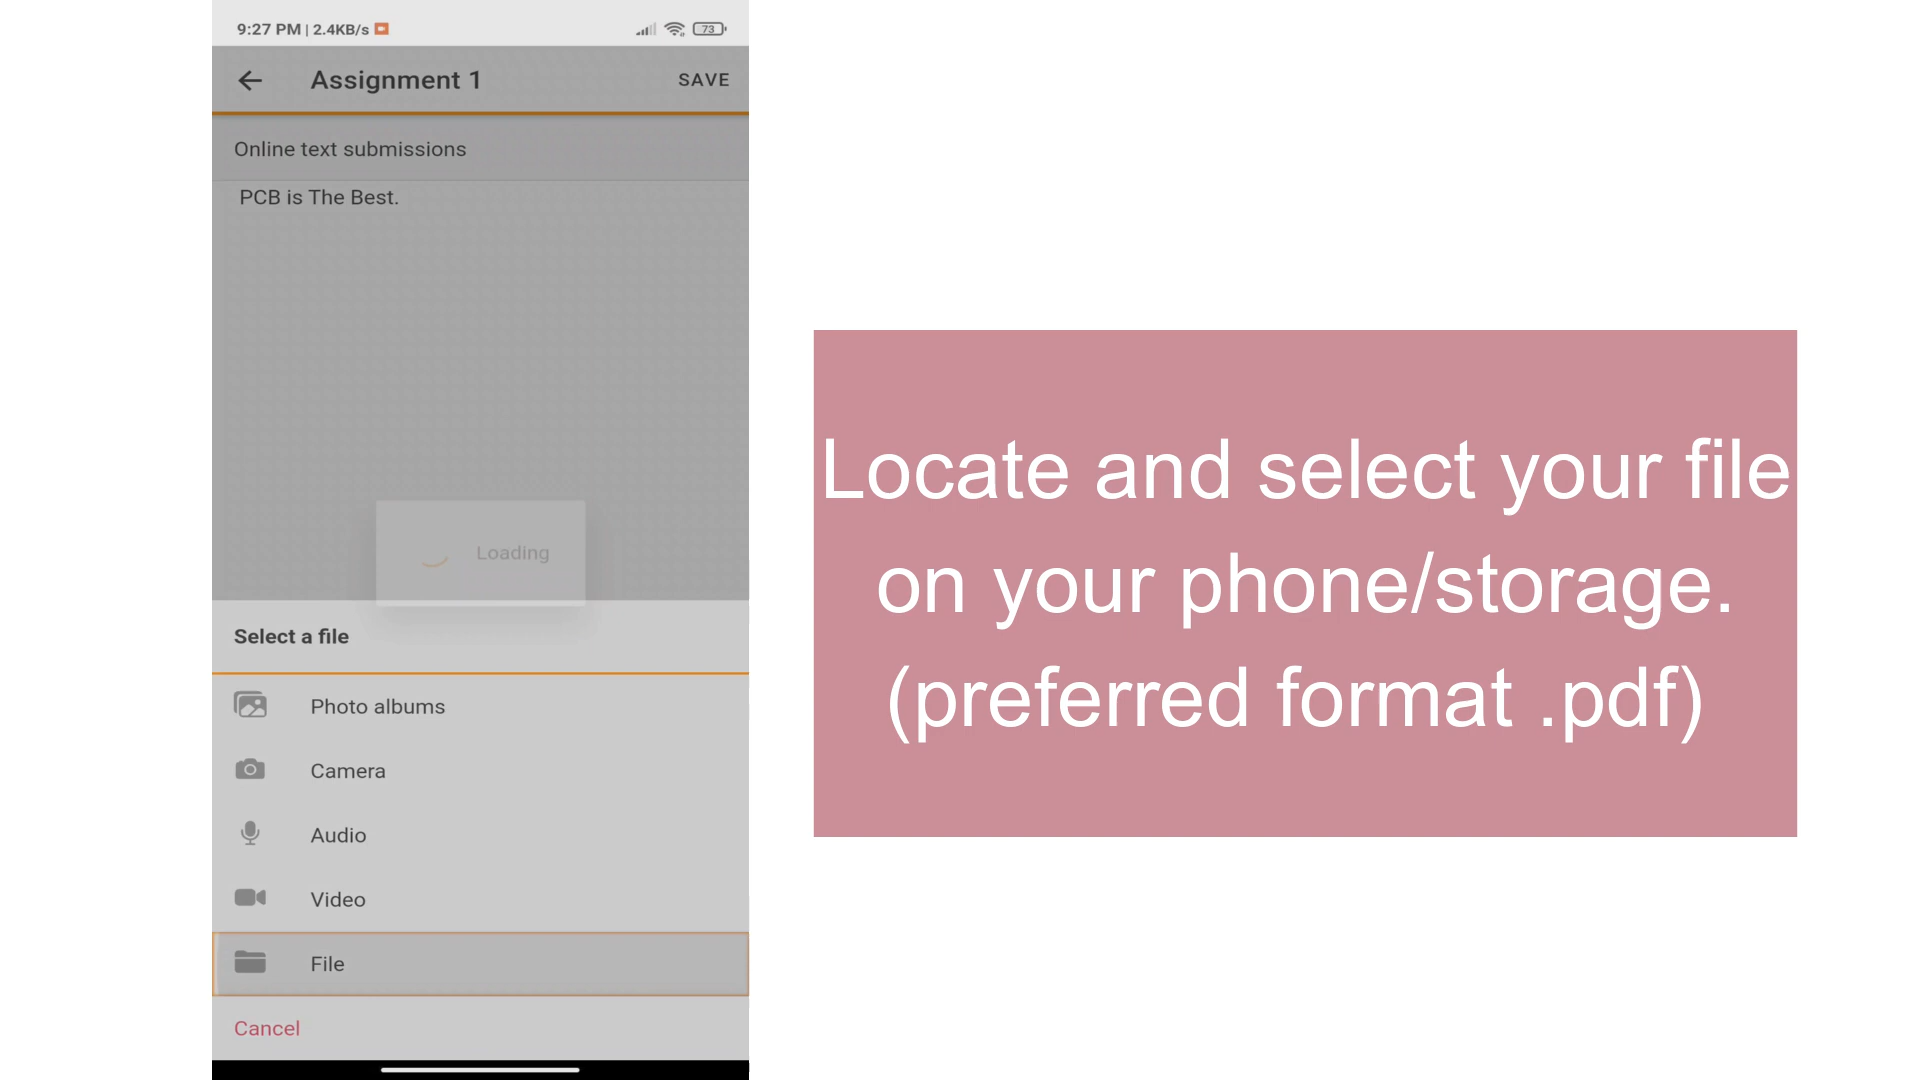 9:27 PM | 2.4KB/s
73
Assignment 1
SAVE
Online text submissions
PCB is The Best.
Loading
Select a file
Photo albums
Camera
Audio
Video
File
Cancel
Locate and select your file
on your phone/storage.
(preferred format .pdf)